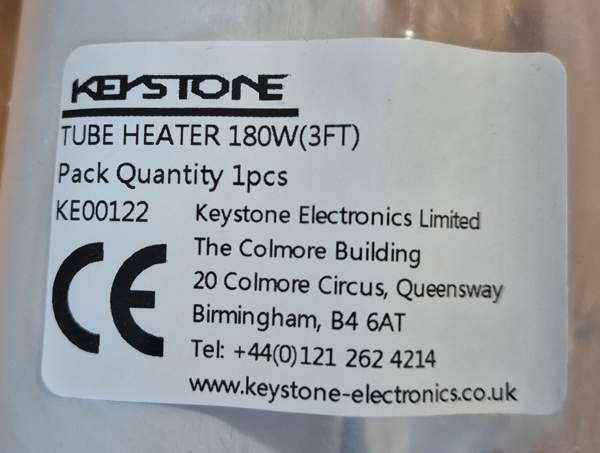 KEYSTONE
TUBE HEATER 180W(3FT)
Pack Quantity 1pcs
KE00122
Keystone Electronics Limited
The Colmore Building
20 Colmore Circus, Queensway
Birmingham, B4 6AT
Tel: +44(0)121 262 4214
www.keystone-electronics.co.uk
CE